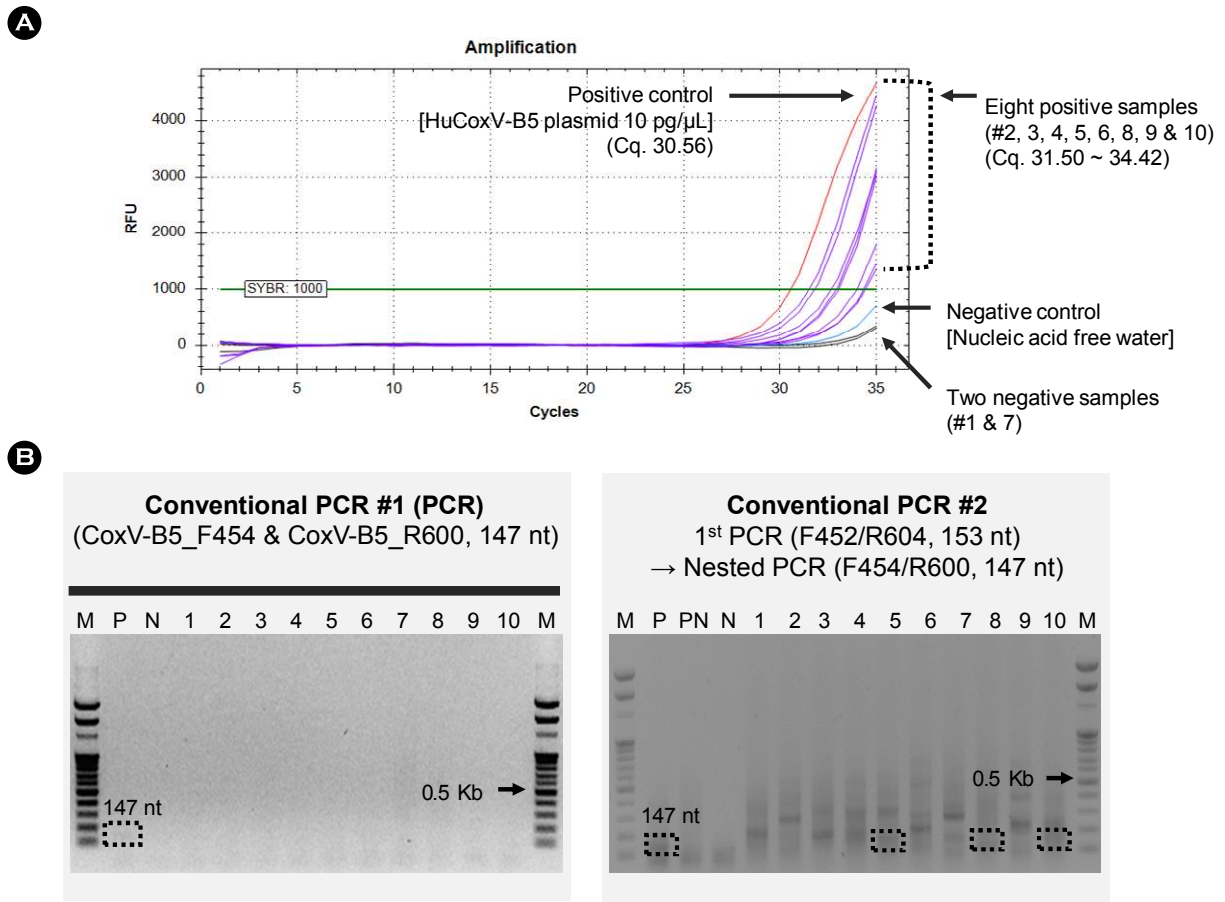 A
Amplification
4000
3000
2000
1000
0
RFU
SYBR: 1000
0 5 10 15 20 25 30 35
Cycles
Positive control
[HuCoxV-B5 plasmid 10 pg/µL]
(Cq. 30.56)
Eight positive samples
(#2, 3, 4, 5, 6, 8, 9 & 10)
(Cq. 31.50 ~ 34.42)
Negative control
[Nucleic acid free water]
Two negative samples
(#1 & 7)
B
Conventional PCR #1 (PCR)
(CoxV-B5_F454 & CoxV-B5_R600, 147 nt)
M P N 1 2 3 4 5 6 7 8 9 10 M
0.5 Kb
147 nt
Conventional PCR #2
1st PCR (F452/R604, 153 nt)
→ Nested PCR (F454/R600, 147 nt)
M P PN N 1 2 3 4 5 6 7 8 9 10 M
0.5 Kb
147 nt